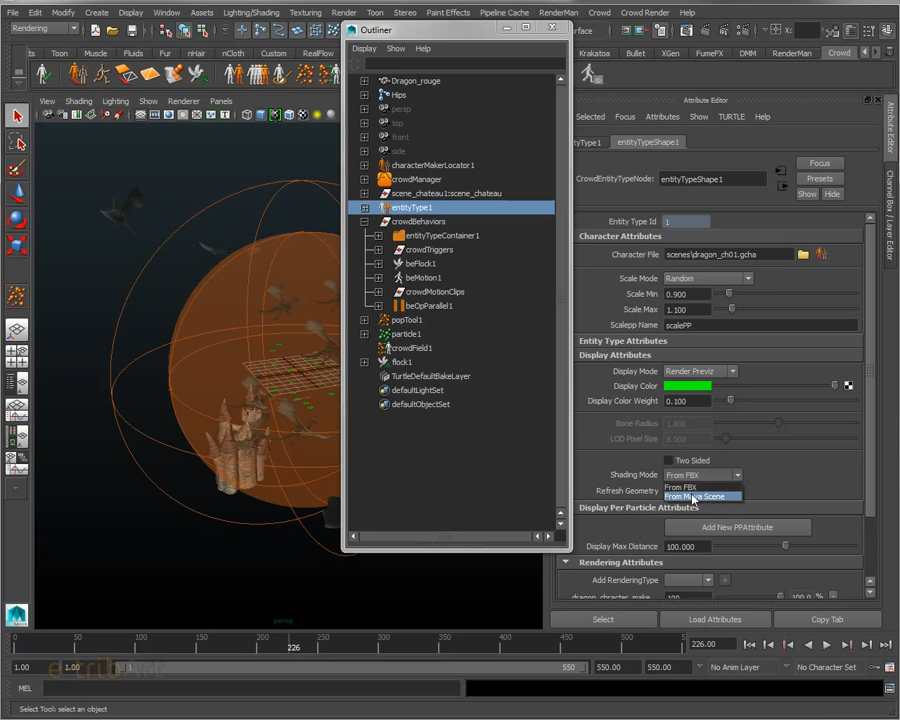 File Edit Modify Create Display Window Assets Lighting/Shading Texturing Render Toon Stereo Paint Effects Pipeline Cache RenderMan Crowd Crowd Render Help
Rendering
Toon Muscle Fluids Fur nHair nCloth Custom RealFlow Krakatoa Bullet XGen FumeFX DMM RenderMan Crowd
X:
Outliner
Display Show Help
Dragon_rouge
Hips
persp
top
front
side
characterMakerLocator1
crowdManager
scene_chateau1:scene_chateau
entityType1
crowdBehaviors
entityTypeContainer1
crowdTriggers
beFlock1
beMotion1
crowdMotionClips
beOpParallel1
popTool1
particle1
crowdField1
flock1
TurtleDefaultBakeLayer
defaultLightSet
defaultObjectSet
View Shading Lighting Show Renderer Panels
persp
Attribute Editor
Selected Focus Attributes Show TURTLE Help
entityTypeShape1
CrowdEntityTypeNode: entityTypeShape1
Focus
Presets
Show Hide
Entity Type Id 1
Character Attributes
Character File scenes\dragon_ch01.gcha
Scale Mode Random
Scale Min 0.900
Scale Max 1.100
Scalepp Name scalePP
Entity Type Attributes
Display Attributes
Display Mode Render Previz
Display Color
Display Color Weight 0.100
Bone Radius
LOD Pixel Size
Two Sided
Shading Mode From FBX
From FBX
From Maya Scene
Refresh Geometry
Display Per Particle Attributes
Add New PPAttribute
Display Max Distance 100.000
Rendering Attributes
Add RenderingType
Select Load Attributes Copy Tab
Attribute Editor
Channel Box / Layer Editor
0 50 100 150 200 250 300 350 400 450 500
226
226.00
1.00 1.00 1 550 550.00 550.00 No Anim Layer No Character Set
e-tribArt
MEL
Select Tool: select an object